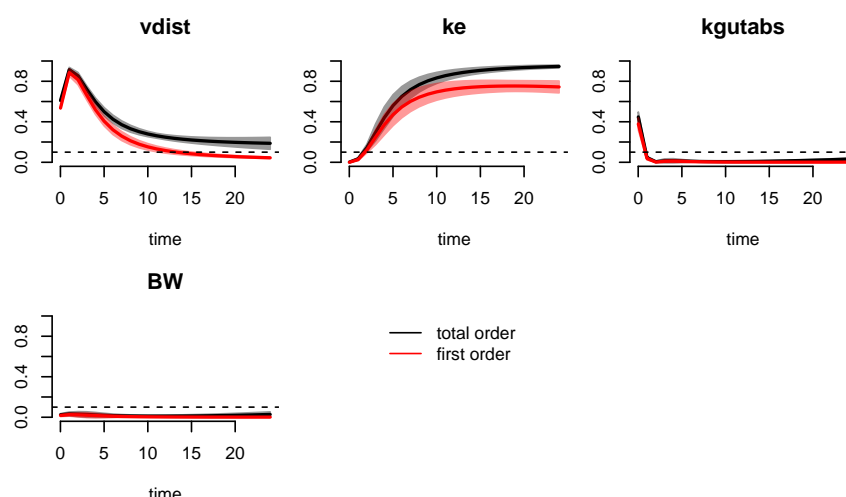 vdist ke kgutabs
0.0 0.4 0.8 0.0 0.4 0.8 0.0 0.4 0.8
0 5 10 15 20 0 5 10 15 20 0 5 10 15 20
time time time
BW
0.0 0.4 0.8
total order
first order
0 5 10 15 20
time